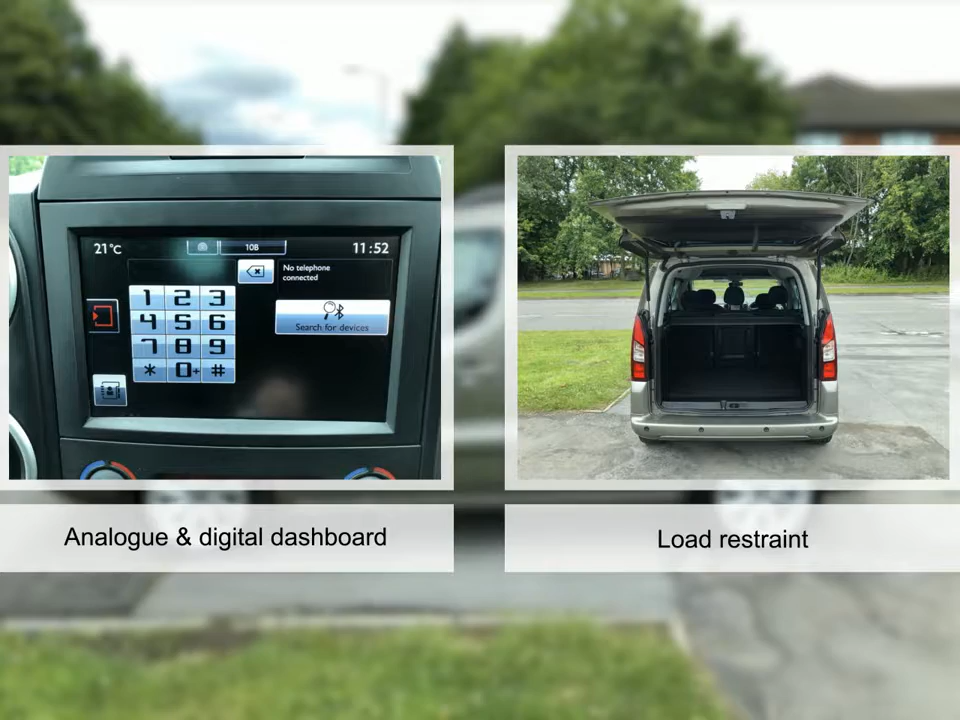 21°C
10B
11:52
No telephone
connected
1 2 3
4 5 6
7 8 9
* 0+ #
Search for devices
Analogue & digital dashboard
Load restraint